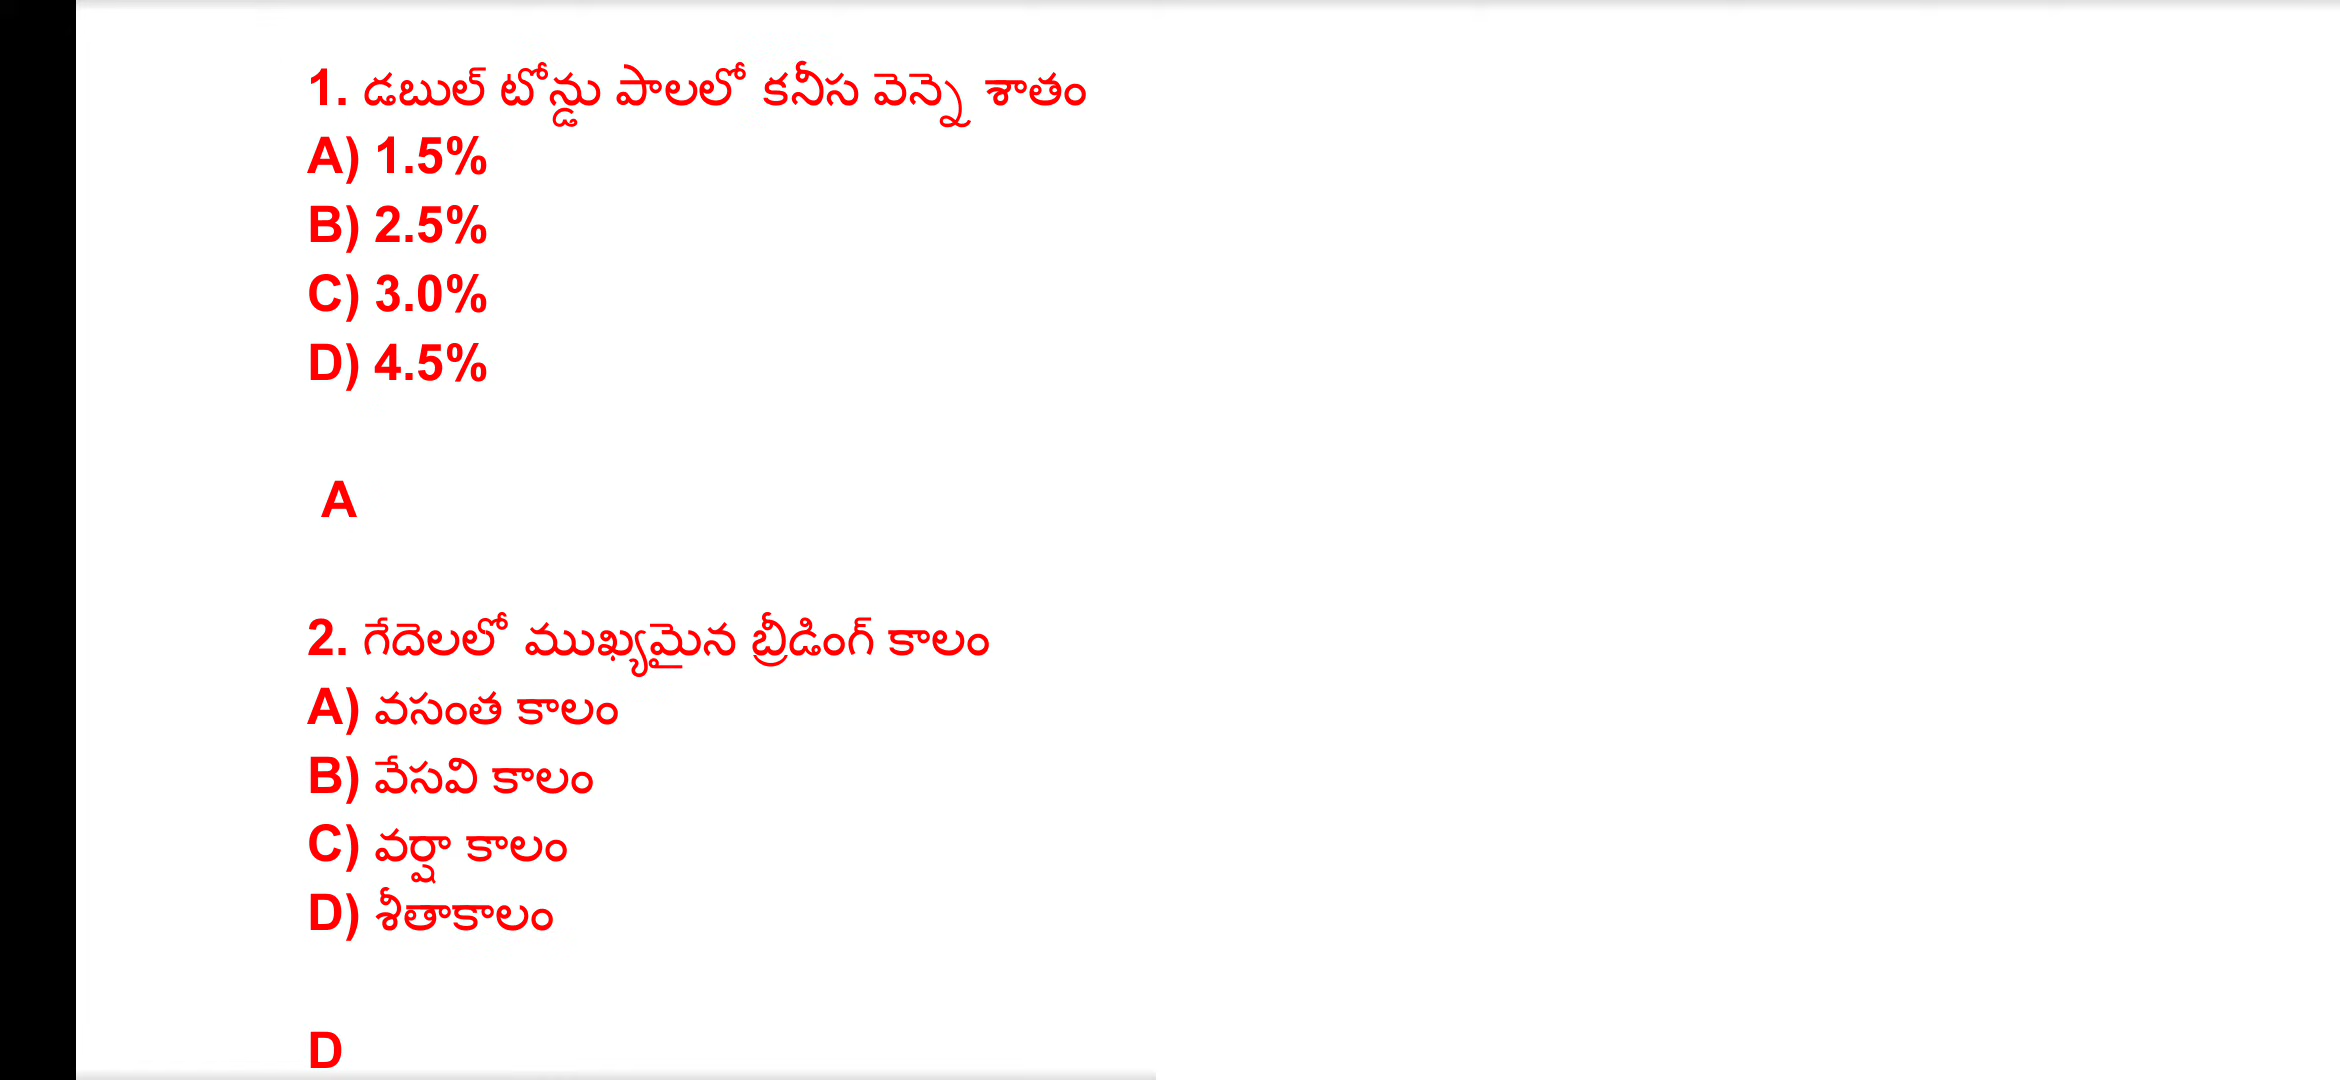 1. డబుల్ టోన్డు పాలలో కనీస వెన్నె శాతం
A) 1.5%
B) 2.5%
C) 3.0%
D) 4.5%
A
2. గేదెలలో ముఖ్యమైన బ్రీడింగ్ కాలం
A) వసంత కాలం
B) వేసవి కాలం
C) వర్షా కాలం
D) శీతాకాలం
D